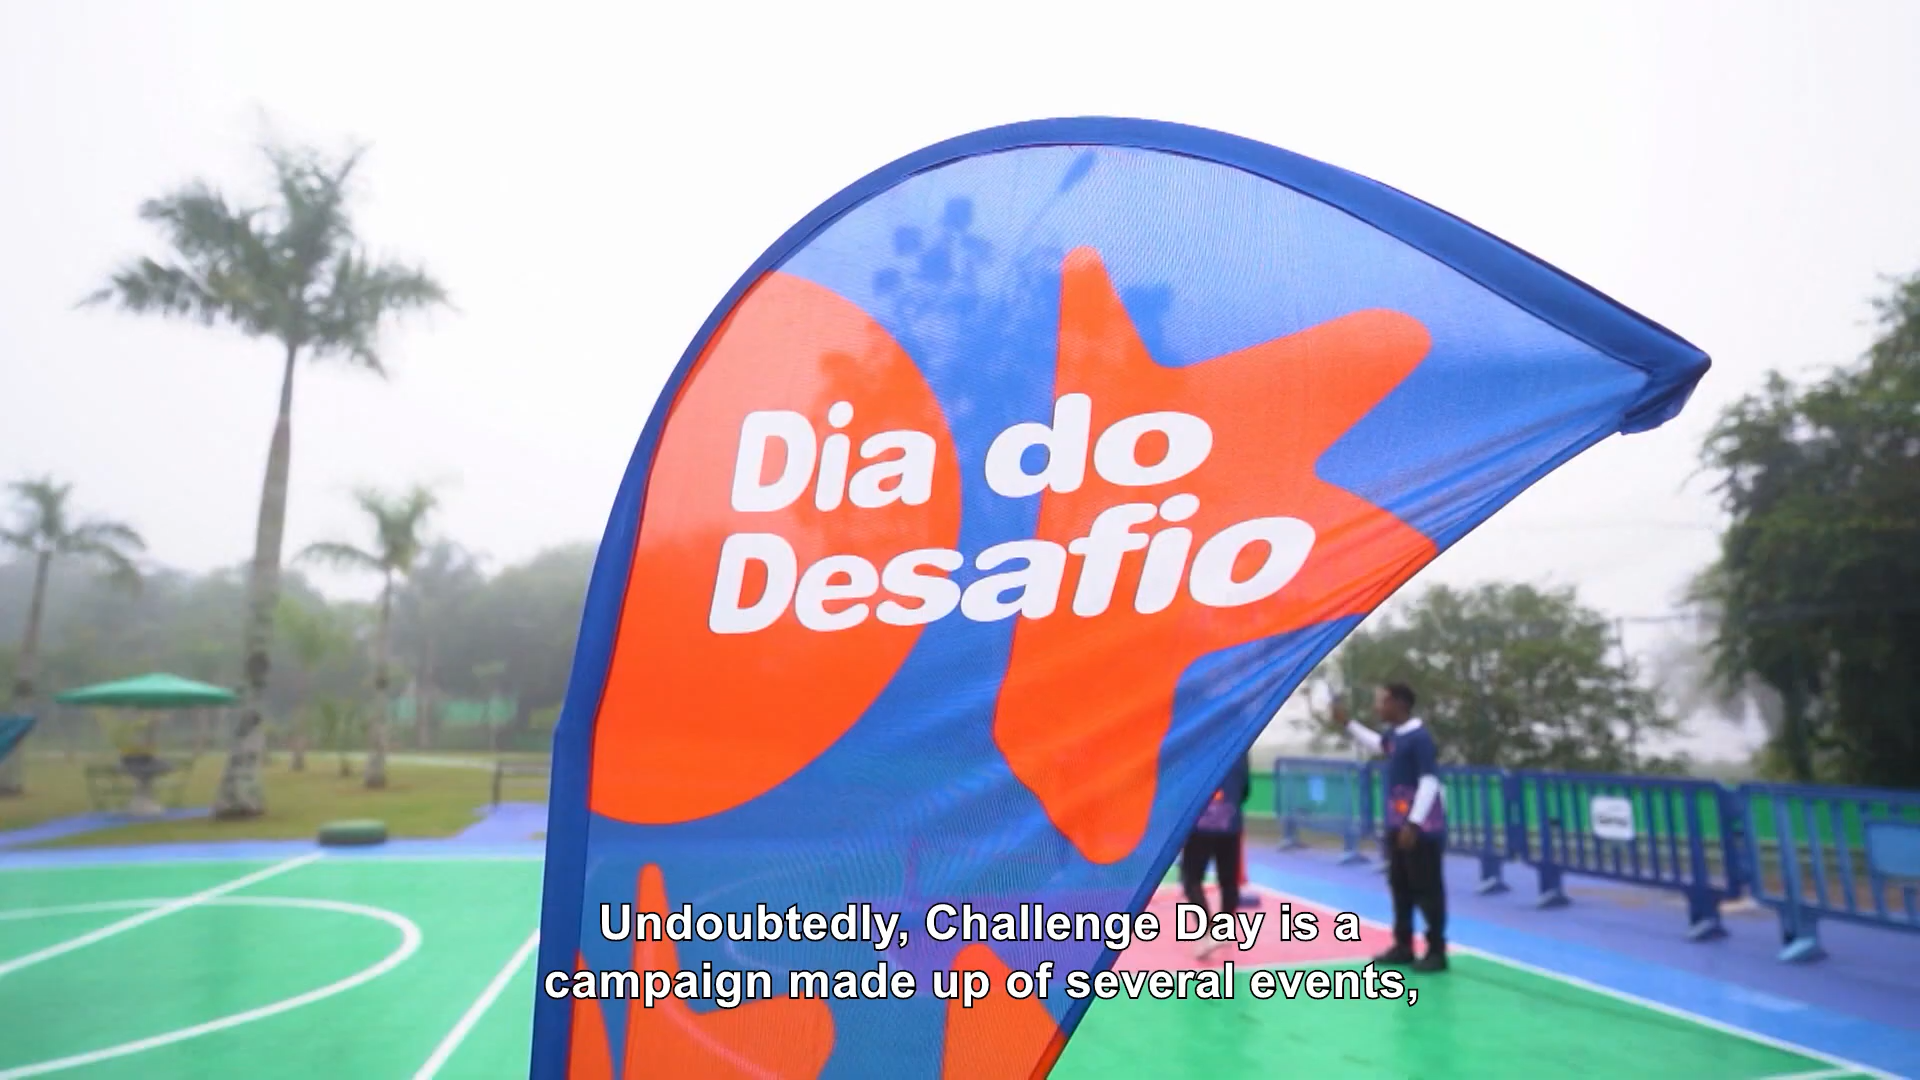 Dia do
Desafio
Undoubtedly, Challenge Day is a
campaign made up of several events,